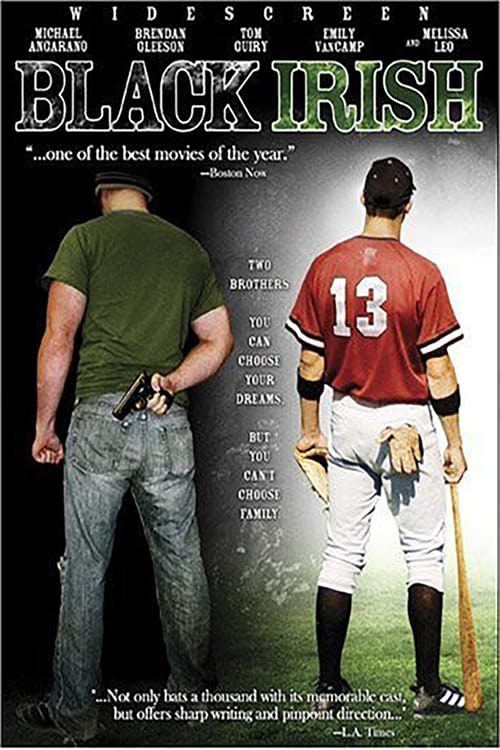 WIDESCREEN
MICHAEL BRENDAN TOM EMILY MELISSA
ANGARANO GLEESON GUIRY VANCAMP AND LEO
BLACK IRISH
"...one of the best movies of the year."
—Boston Now
TWO
BROTHERS
YOU
CAN
CHOOSE
YOUR
DREAMS,
BUT
YOU
CAN'T
CHOOSE
FAMILY.
13
"...Not only bats a thousand with its memorable cast,
but offers sharp writing and pinpoint direction..."
—L.A. Times